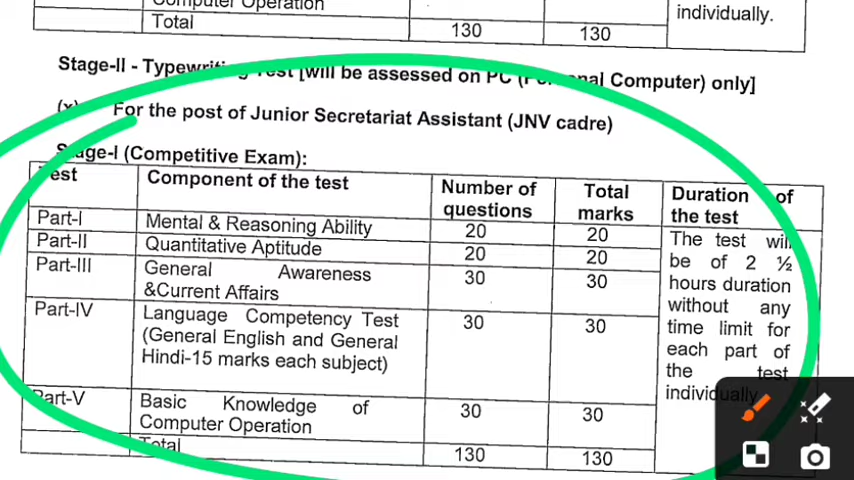 Computer Operation
individually.
Total 130 130
Stage-II - Typewriting Test [will be assessed on PC (Personal Computer) only]
(x) For the post of Junior Secretariat Assistant (JNV cadre)
Stage-I (Competitive Exam):
Test Component of the test Number of questions Total marks Duration of the test
Part-I Mental & Reasoning Ability 20 20
Part-II Quantitative Aptitude 20 20
Part-III General Awareness
&Current Affairs 30 30
Part-IV Language Competency Test
(General English and General
Hindi-15 marks each subject) 30 30
Part-V Basic Knowledge of
Computer Operation 30 30
Total 130 130
The test will
be of 2 ½
hours duration
without any
time limit for
each part of
the test
individually